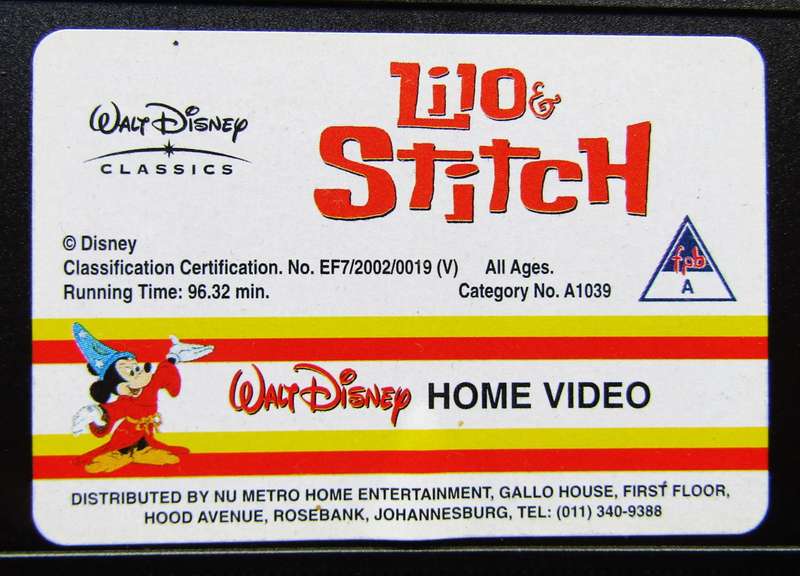 WALT DISNEY
CLASSICS
LILO &
STITCH
© Disney
Classification Certification. No. EF7/2002/0019 (V) All Ages.
Running Time: 96.32 min. Category No. A1039
fpb
A
WALT DISNEY HOME VIDEO
DISTRIBUTED BY NU METRO HOME ENTERTAINMENT, GALLO HOUSE, FIRST FLOOR,
HOOD AVENUE, ROSEBANK, JOHANNESBURG, TEL: (011) 340-9388